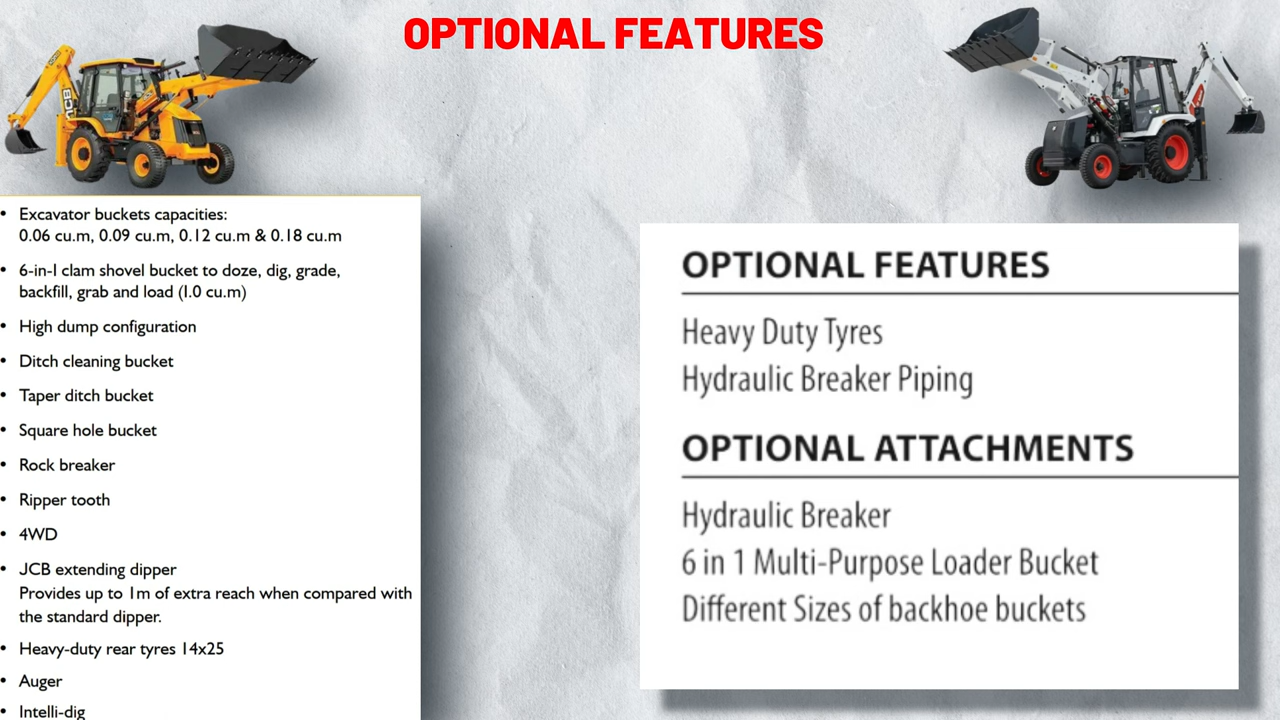 OPTIONAL FEATURES
JCB
• Excavator buckets capacities:
0.06 cu.m, 0.09 cu.m, 0.12 cu.m & 0.18 cu.m
• 6-in-1 clam shovel bucket to doze, dig, grade,
backfill, grab and load (1.0 cu.m)
• High dump configuration
• Ditch cleaning bucket
• Taper ditch bucket
• Square hole bucket
• Rock breaker
• Ripper tooth
• 4WD
• JCB extending dipper
Provides up to 1m of extra reach when compared with
the standard dipper.
• Heavy-duty rear tyres 14x25
• Auger
• Intelli-dig
OPTIONAL FEATURES
Heavy Duty Tyres
Hydraulic Breaker Piping
OPTIONAL ATTACHMENTS
Hydraulic Breaker
6 in 1 Multi-Purpose Loader Bucket
Different Sizes of backhoe buckets